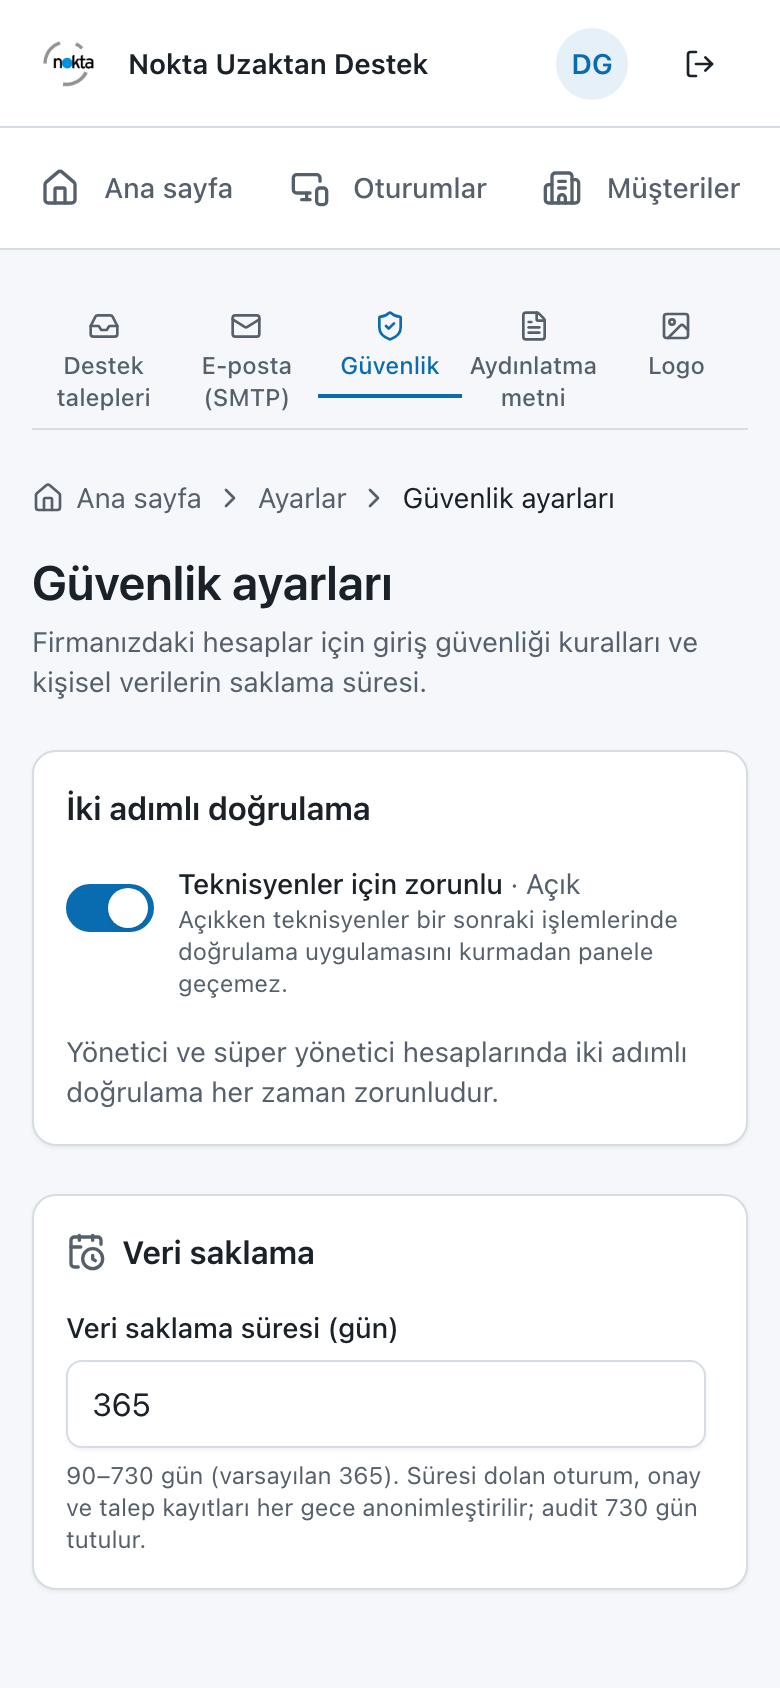 nokta
Nokta Uzaktan Destek
DG
Ana sayfa
Oturumlar
Müşteriler
Destek
talepleri
E-posta
(SMTP)
Güvenlik
Aydınlatma
metni
Logo
Ana sayfa > Ayarlar > Güvenlik ayarları
Güvenlik ayarları
Firmanızdaki hesaplar için giriş güvenliği kuralları ve
kişisel verilerin saklama süresi.
İki adımlı doğrulama
Teknisyenler için zorunlu · Açık
Açıkken teknisyenler bir sonraki işlemlerinde
doğrulama uygulamasını kurmadan panele
geçemez.
Yönetici ve süper yönetici hesaplarında iki adımlı
doğrulama her zaman zorunludur.
Veri saklama
Veri saklama süresi (gün)
365
90–730 gün (varsayılan 365). Süresi dolan oturum, onay
ve talep kayıtları her gece anonimleştirilir; audit 730 gün
tutulur.